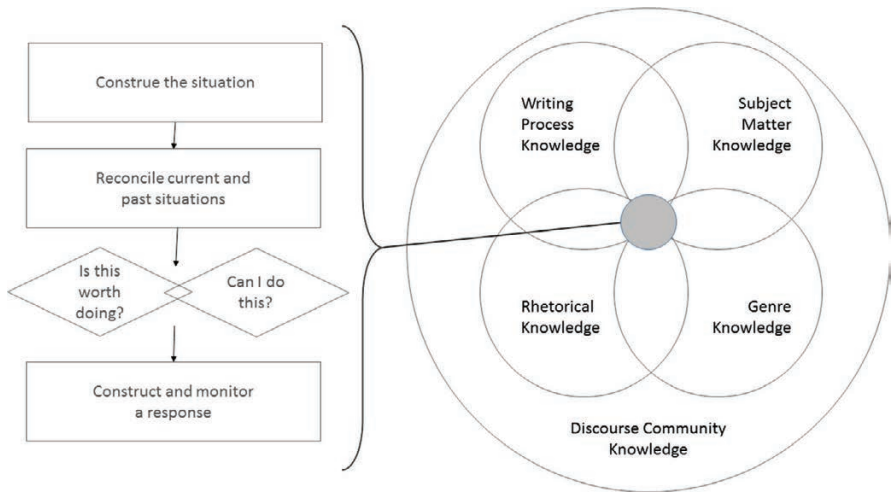 Construe the situation
Reconcile current and
past situations
Is this
worth
doing?
Can I do
this?
Construct and monitor
a response
Writing
Process
Knowledge
Subject
Matter
Knowledge
Rhetorical
Knowledge
Genre
Knowledge
Discourse Community
Knowledge